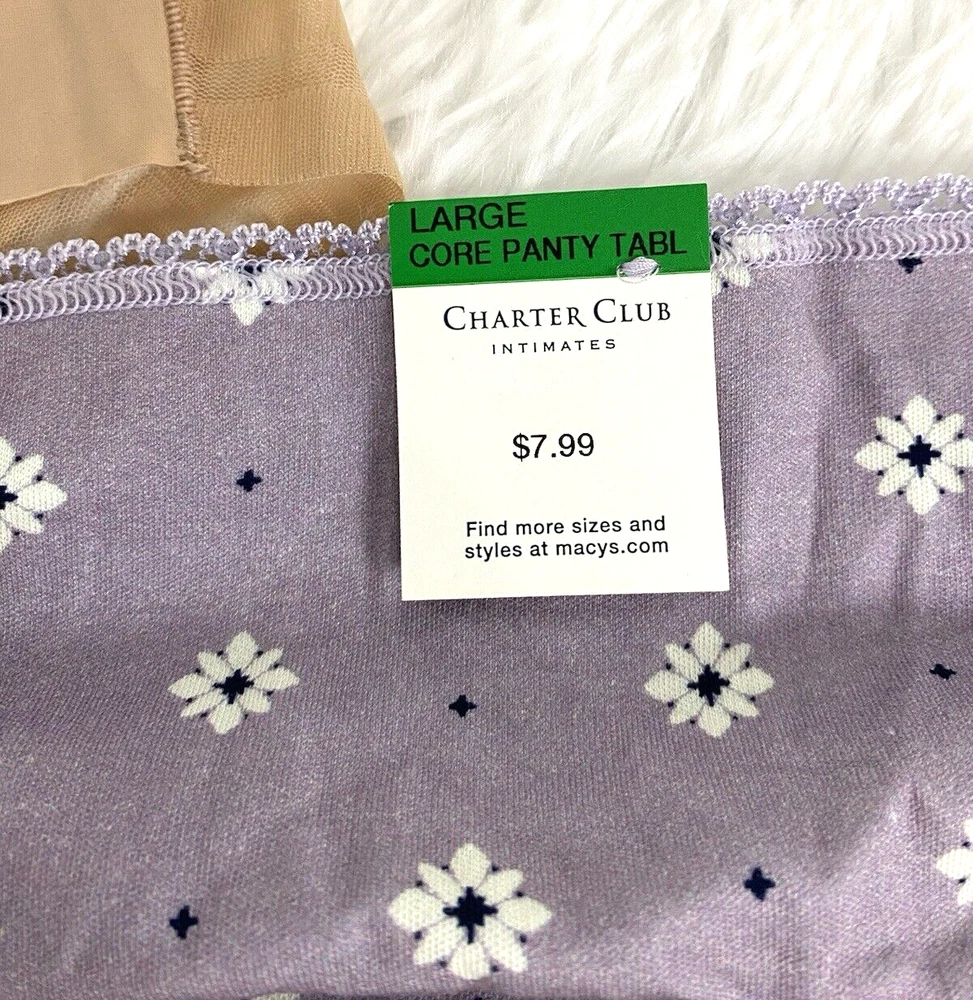 LARGE
CORE PANTY TABL
CHARTER CLUB
INTIMATES
$7.99
Find more sizes and
styles at macys.com